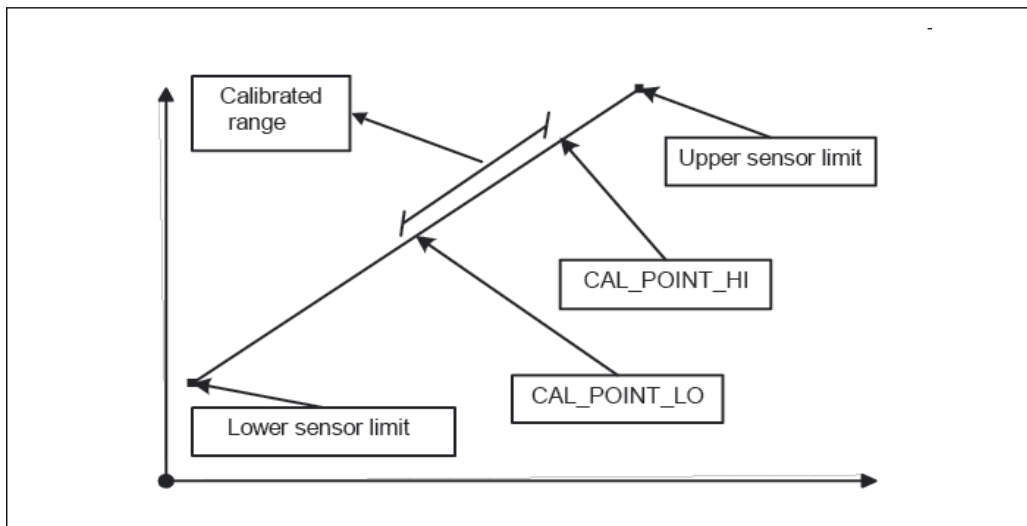 Calibrated
range
Upper sensor limit
CAL_POINT_HI
CAL_POINT_LO
Lower sensor limit